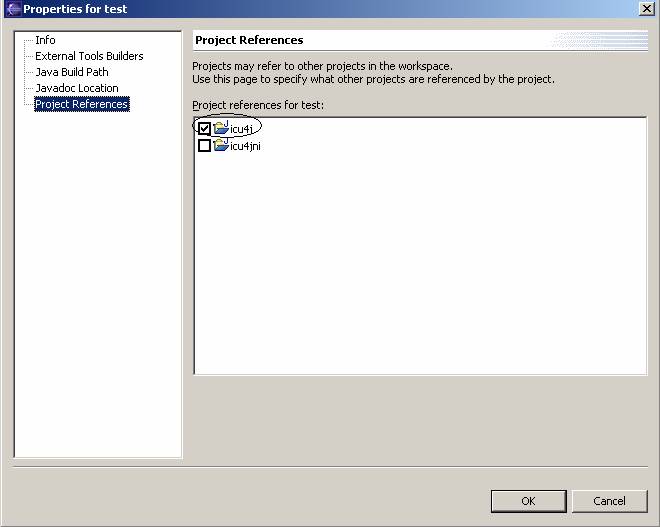 Properties for test
Info
External Tools Builders
Java Build Path
Javadoc Location
Project References
Project References
Projects may refer to other projects in the workspace.
Use this page to specify what other projects are referenced by the project.
Project references for test:
icu4j
icu4jni
OK
Cancel